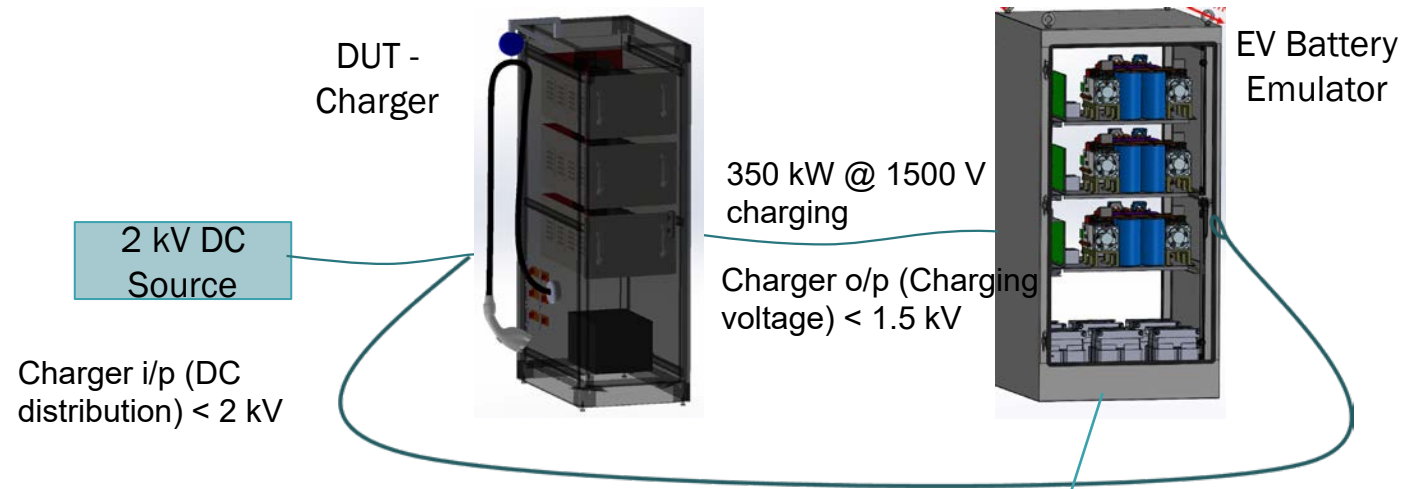 DUT -
Charger
EV Battery
Emulator
350 kW @ 1500 V
charging
2 kV DC
Source
Charger o/p (Charging
voltage) < 1.5 kV
Charger i/p (DC
distribution) < 2 kV